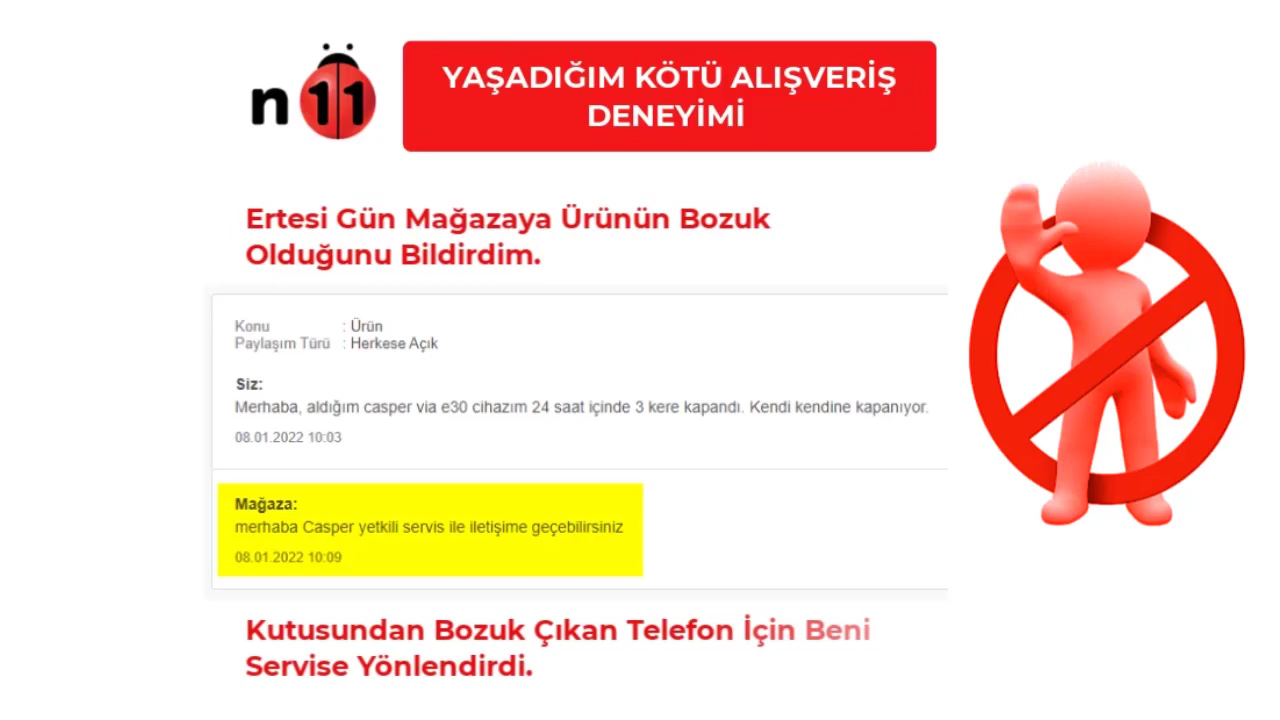 n11
YAŞADIĞIM KÖTÜ ALIŞVERİŞ
DENEYİMİ
Ertesi Gün Mağazaya Ürünün Bozuk
Olduğunu Bildirdim.
Konu : Ürün
Paylaşım Türü : Herkese Açık
Siz:
Merhaba, aldığım casper via e30 cihazım 24 saat içinde 3 kere kapandı. Kendi kendine kapanıyor.
08.01.2022 10:03
Mağaza:
merhaba Casper yetkili servis ile iletişime geçebilirsiniz
08.01.2022 10:09
Kutusundan Bozuk Çıkan Telefon İçin Beni
Servise Yönlendirdi.